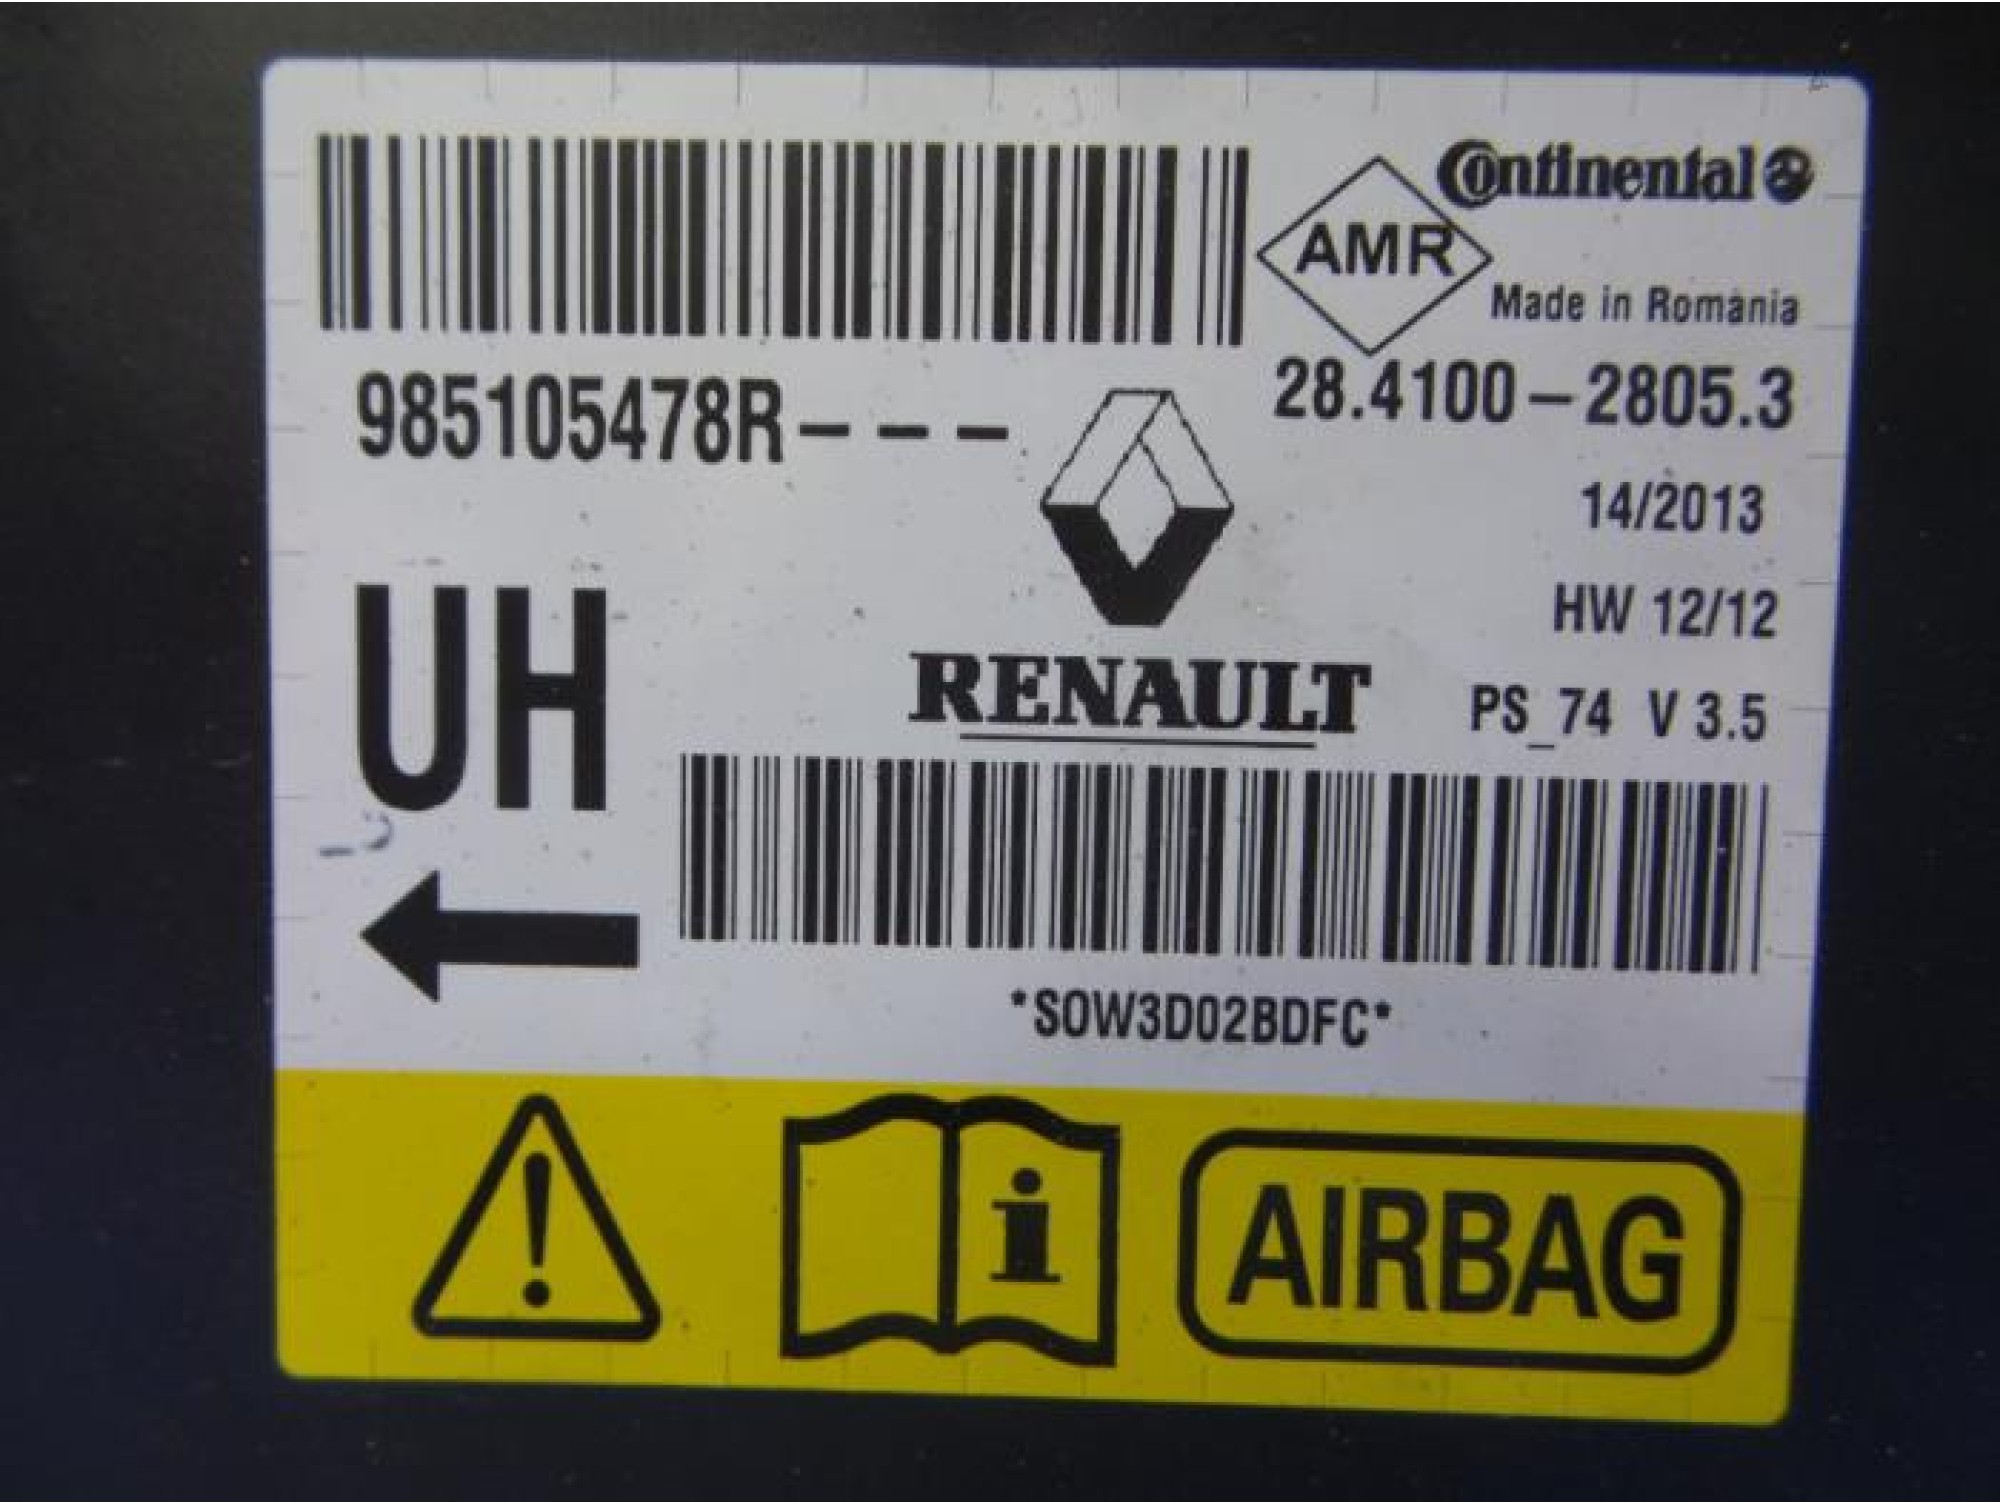 Continental
AMR
Made in Romania
985105478R---
28.4100-2805.3
14/2013
HW 12/12
UH
RENAULT
PS_74 V 3.5
*S0W3D02BDFC*
AIRBAG